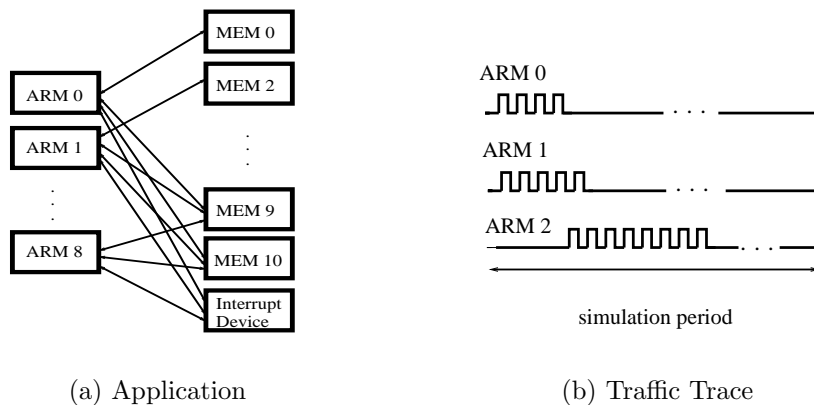 MEM 0
ARM 0
MEM 2
ARM 1
. . .
MEM 9
ARM 8
MEM 10
Interrupt
Device
(a) Application
ARM 0
. . .
ARM 1
. . .
ARM 2
. . .
simulation period
(b) Traffic Trace